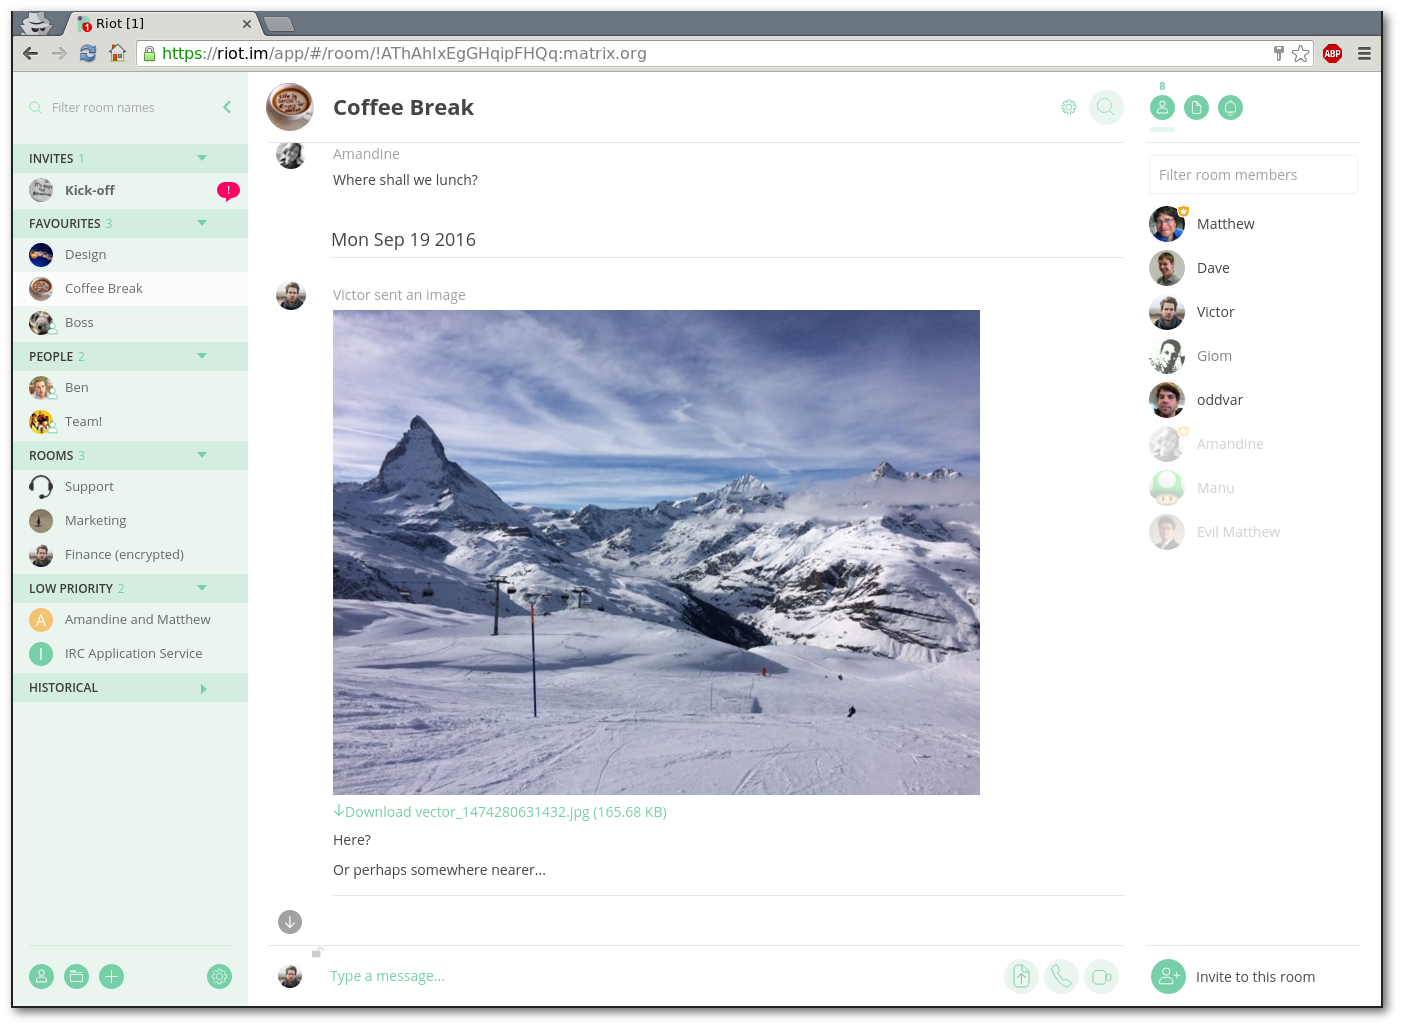 Riot [1]
https://riot.im/app/#/room/!AThAhIxEgGHqipFHQq:matrix.org
ABP
Filter room names
INVITES 1
Kick-off
!
FAVOURITES 3
Design
Coffee Break
Boss
PEOPLE 2
Ben
Team!
ROOMS 3
Support
Marketing
Finance (encrypted)
LOW PRIORITY 2
A
Amandine and Matthew
I
IRC Application Service
HISTORICAL
Coffee Break
Amandine
Where shall we lunch?
Mon Sep 19 2016
Victor sent an image
Download vector_1474280631432.jpg (165.68 KB)
Here?
Or perhaps somewhere nearer...
Type a message...
8
Filter room members
Matthew
Dave
Victor
Giom
oddvar
Amandine
Manu
Evil Matthew
Invite to this room